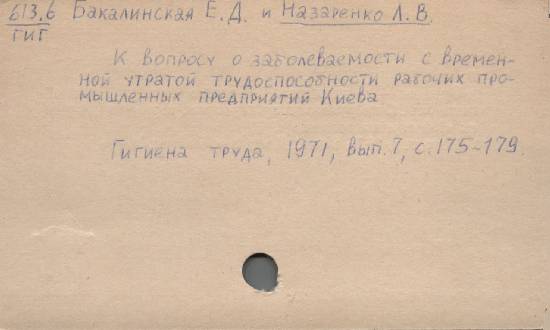 613.6 Бакалинская Е.Д. и Назаренко Л.В.
ГИГ
К вопросу о заболеваемости с времен-
ной утратой трудоспособности рабочих про-
мышленных предприятий Киева
Гигиена труда, 1971, вып.7, с.175-179.